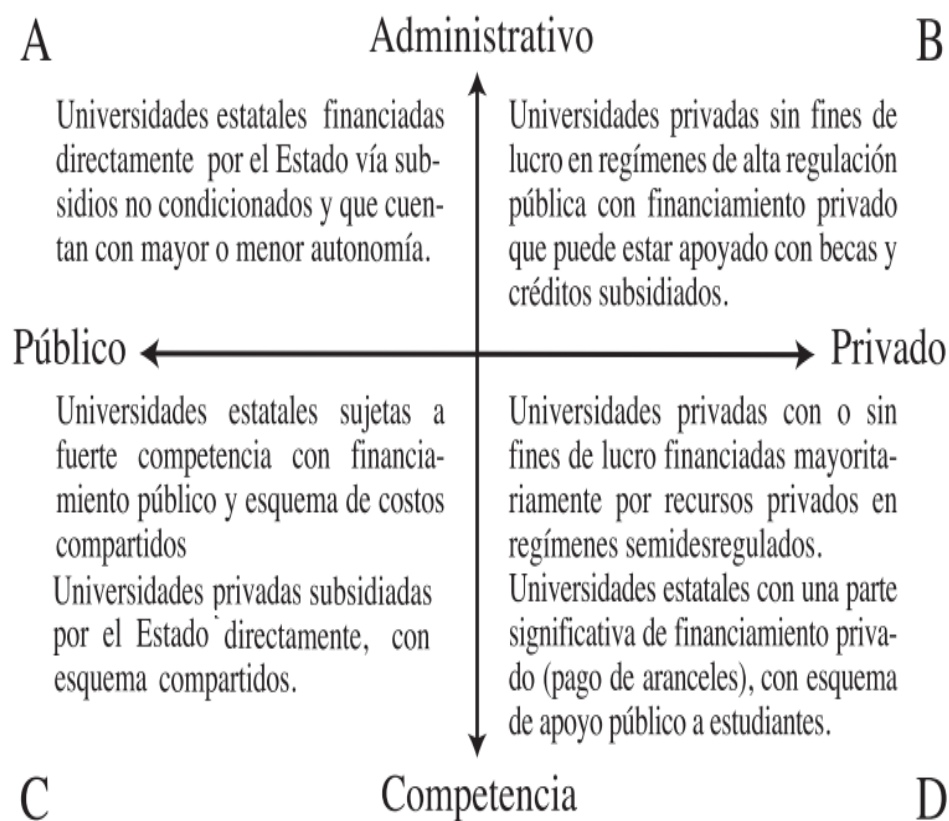 A
Administrativo
B
Universidades estatales financiadas
directamente por el Estado vía sub-
sidios no condicionados y que cuen-
tan con mayor o menor autonomía.
Universidades privadas sin fines de
lucro en regímenes de alta regulación
pública con financiamiento privado
que puede estar apoyado con becas y
créditos subsidiados.
Público
Privado
Universidades estatales sujetas a
fuerte competencia con financia-
miento público y esquema de costos
compartidos
Universidades privadas subsidiadas
por el Estado directamente, con
esquema compartidos.
Universidades privadas con o sin
fines de lucro financiadas mayorita-
riamente por recursos privados en
regímenes semidesregulados.
Universidades estatales con una parte
significativa de financiamiento priva-
do (pago de aranceles), con esquema
de apoyo público a estudiantes.
C
Competencia
D